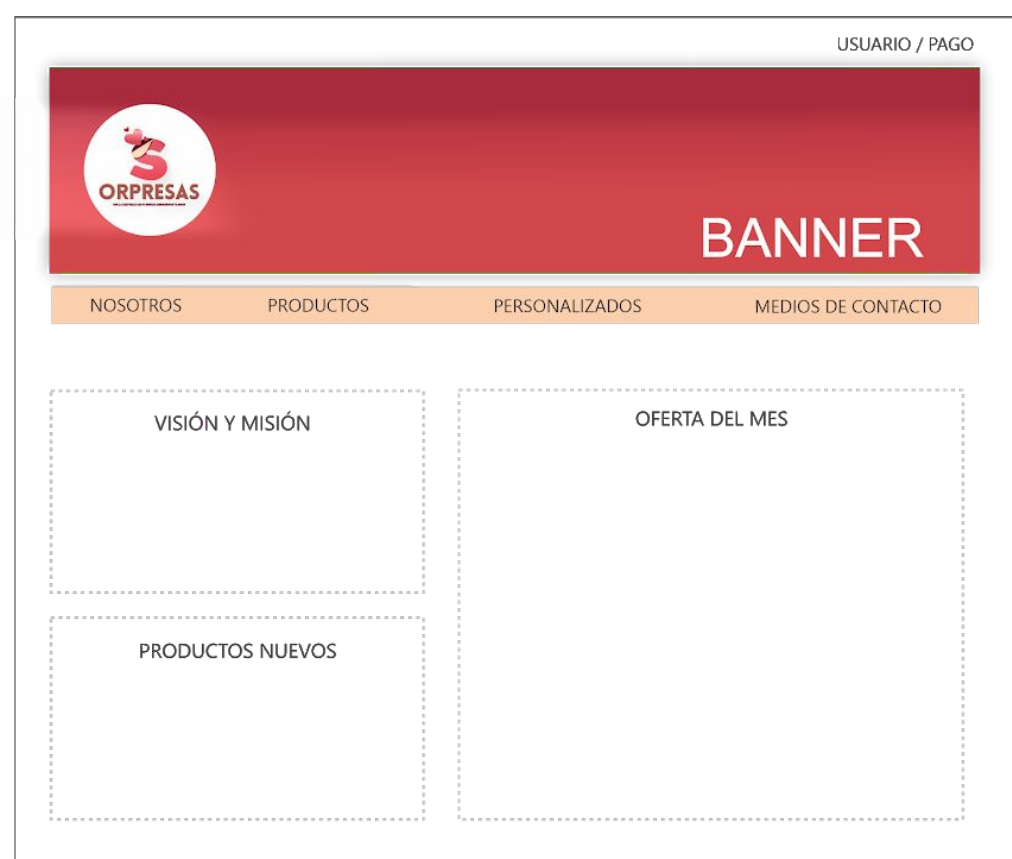 USUARIO / PAGO
S
ORPRESAS
BANNER
NOSOTROS PRODUCTOS PERSONALIZADOS MEDIOS DE CONTACTO
VISIÓN Y MISIÓN
OFERTA DEL MES
PRODUCTOS NUEVOS